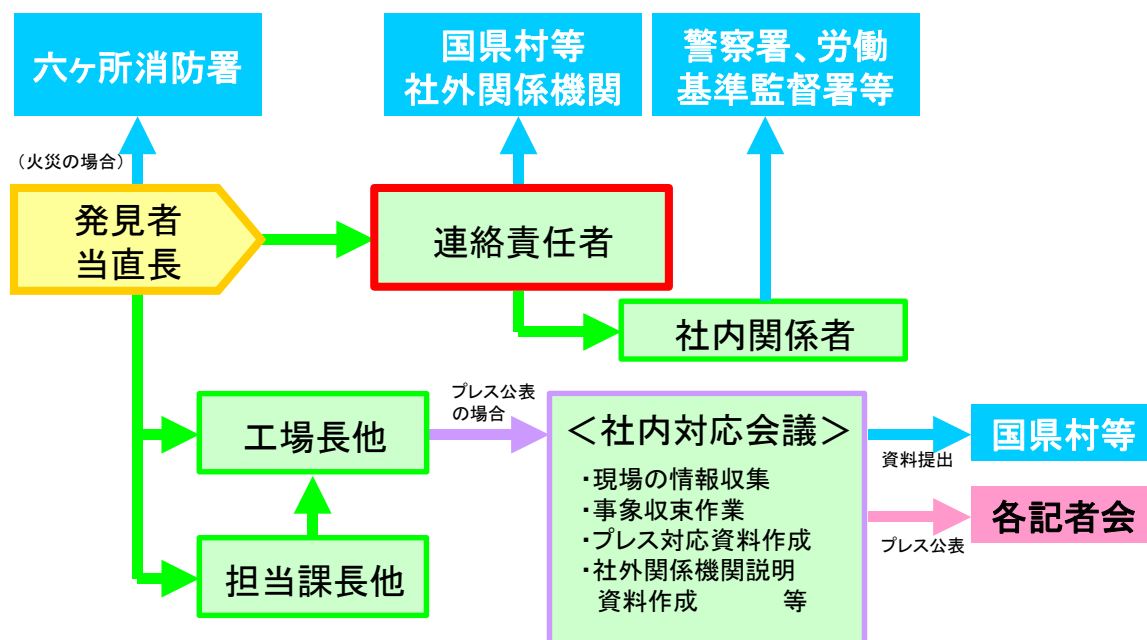 六ヶ所消防署
国県村等
社外関係機関
警察署、労働
基準監督署等
(火災の場合)
発見者
当直長
連絡責任者
社内関係者
プレス公表
の場合
工場長他
担当課長他
<社内対応会議>
・現場の情報収集
・事象収束作業
・プレス対応資料作成
・社外関係機関説明
資料作成 等
国県村等
資料提出
各記者会
プレス公表